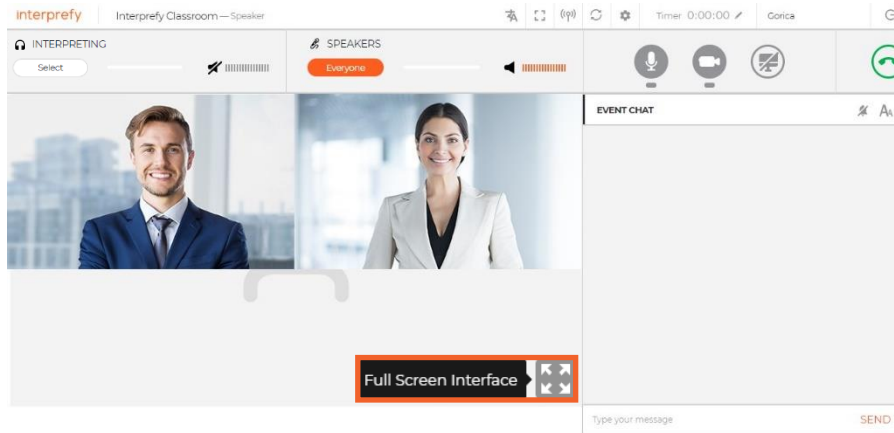 interprefy
Interprefy Classroom — Speaker
Timer 0:00:00
Gorica
INTERPRETING
Select
SPEAKERS
Everyone
EVENT CHAT
Full Screen Interface
Type your message
SEND